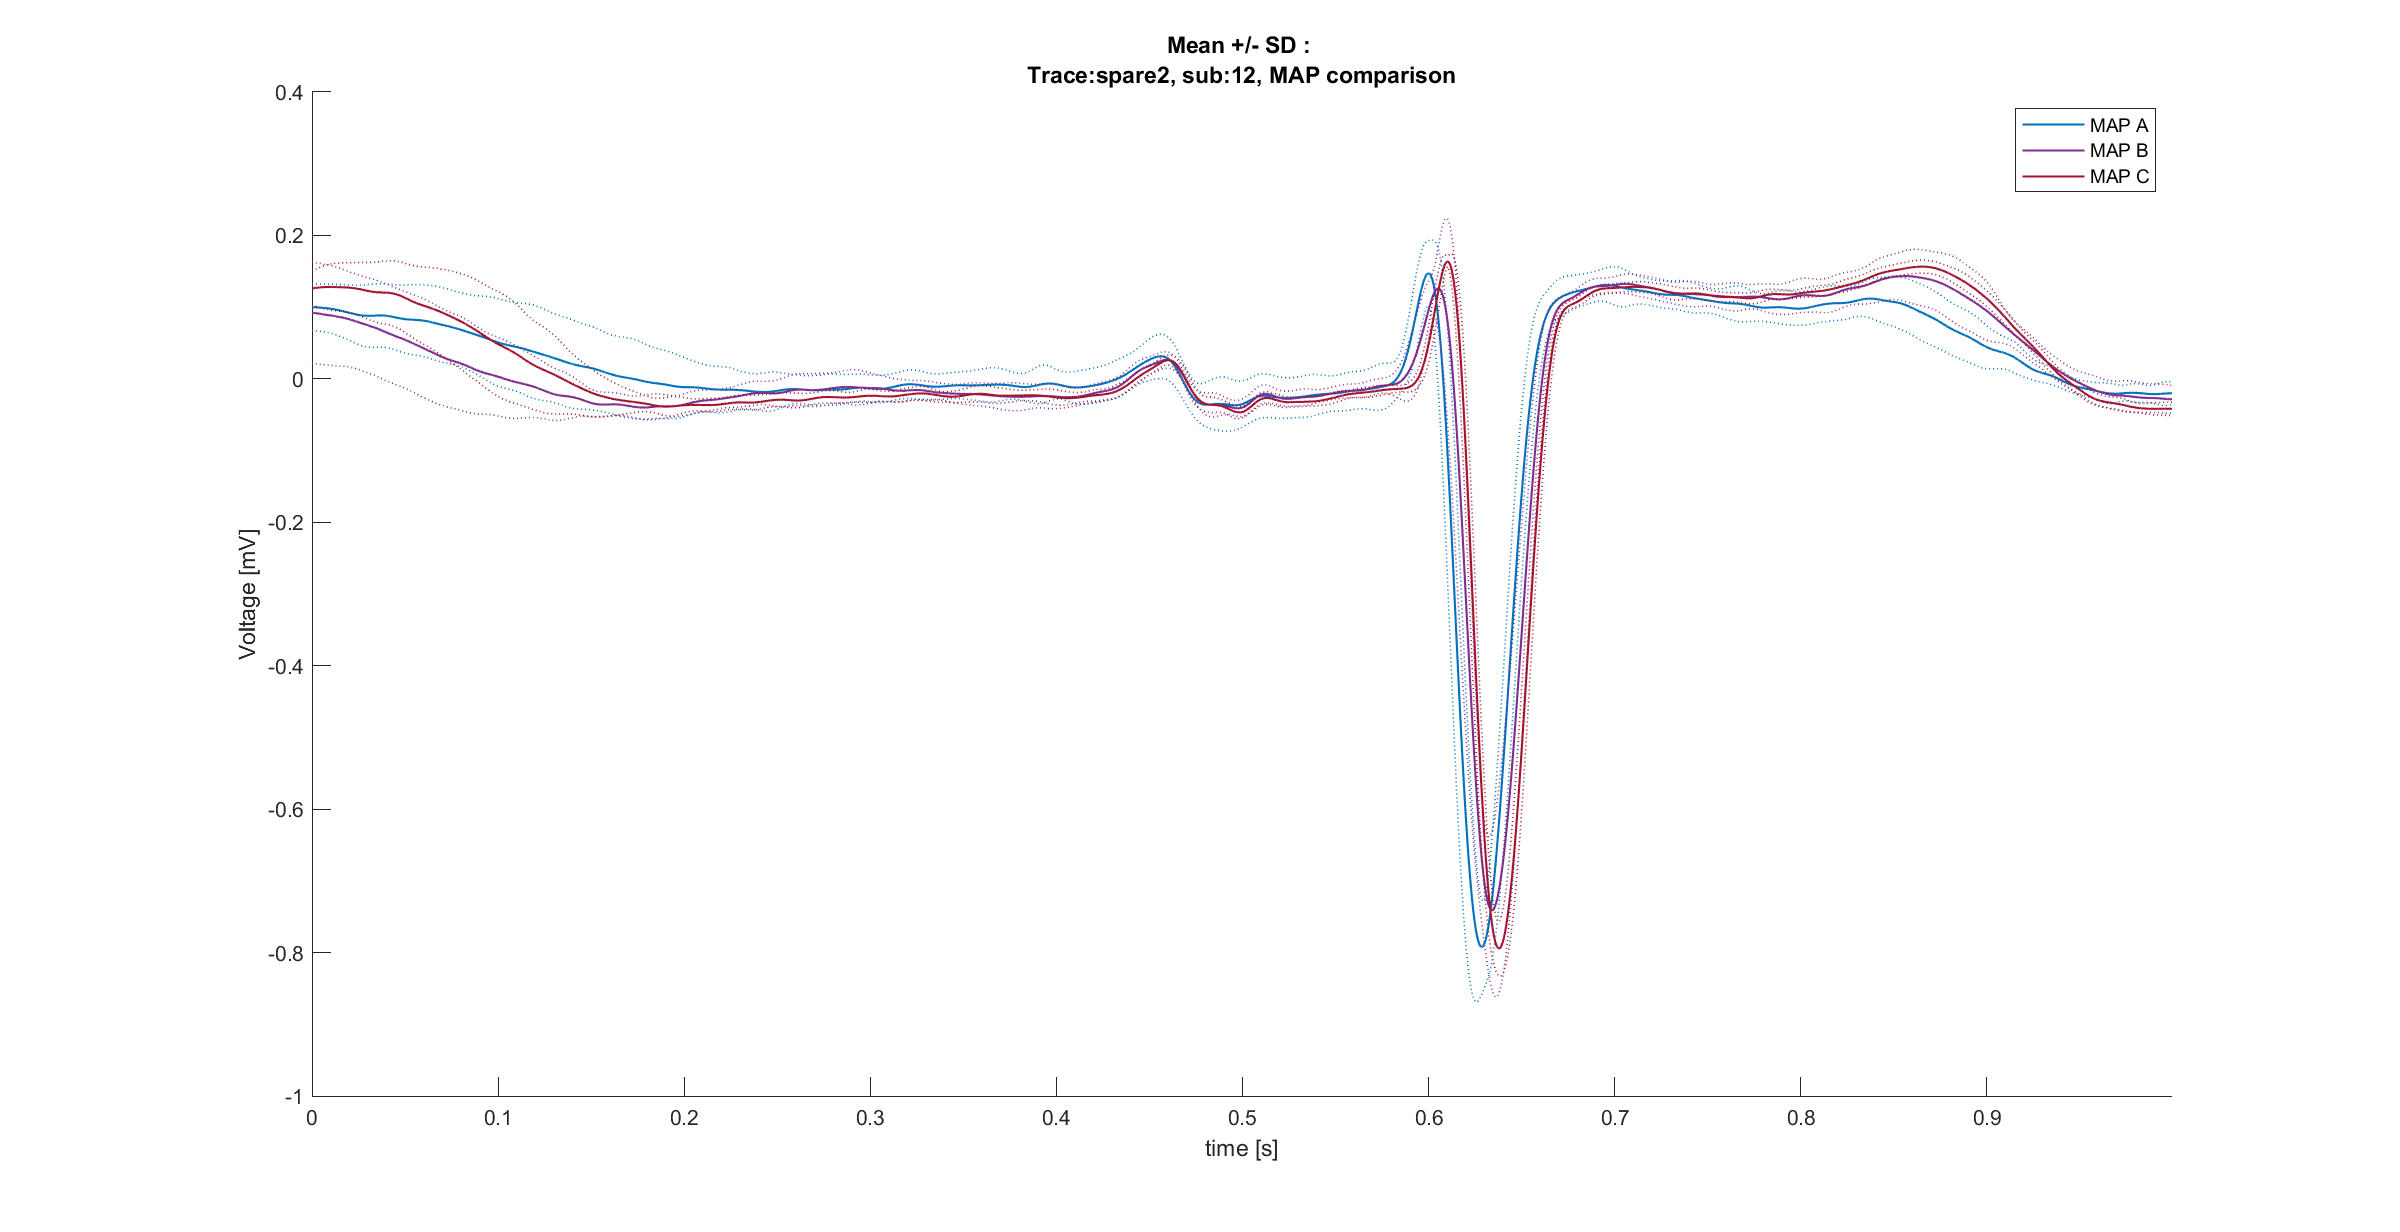 Mean +/- SD :
Trace:spare2, sub:12, MAP comparison
MAP A
MAP B
MAP C
0.4
0.2
0
-0.2
-0.4
-0.6
-0.8
-1
Voltage [mV]
0 0.1 0.2 0.3 0.4 0.5 0.6 0.7 0.8 0.9
time [s]